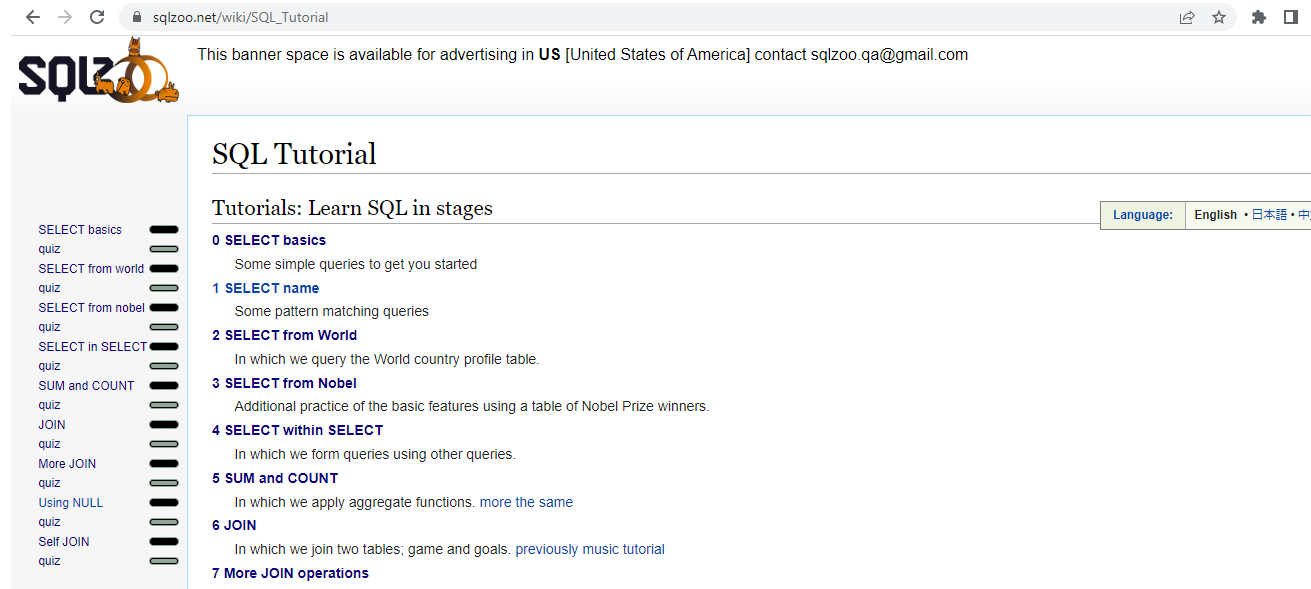 sqlzoo.net/wiki/SQL_Tutorial
SQLZOO
This banner space is available for advertising in US [United States of America] contact sqlzoo.qa@gmail.com
SQL Tutorial
Tutorials: Learn SQL in stages
Language: English • 日本語 • 中
SELECT basics
quiz
SELECT from world
quiz
SELECT from nobel
quiz
SELECT in SELECT
quiz
SUM and COUNT
quiz
JOIN
quiz
More JOIN
quiz
Using NULL
quiz
Self JOIN
quiz
0 SELECT basics
Some simple queries to get you started
1 SELECT name
Some pattern matching queries
2 SELECT from World
In which we query the World country profile table.
3 SELECT from Nobel
Additional practice of the basic features using a table of Nobel Prize winners.
4 SELECT within SELECT
In which we form queries using other queries.
5 SUM and COUNT
In which we apply aggregate functions. more the same
6 JOIN
In which we join two tables; game and goals. previously music tutorial
7 More JOIN operations